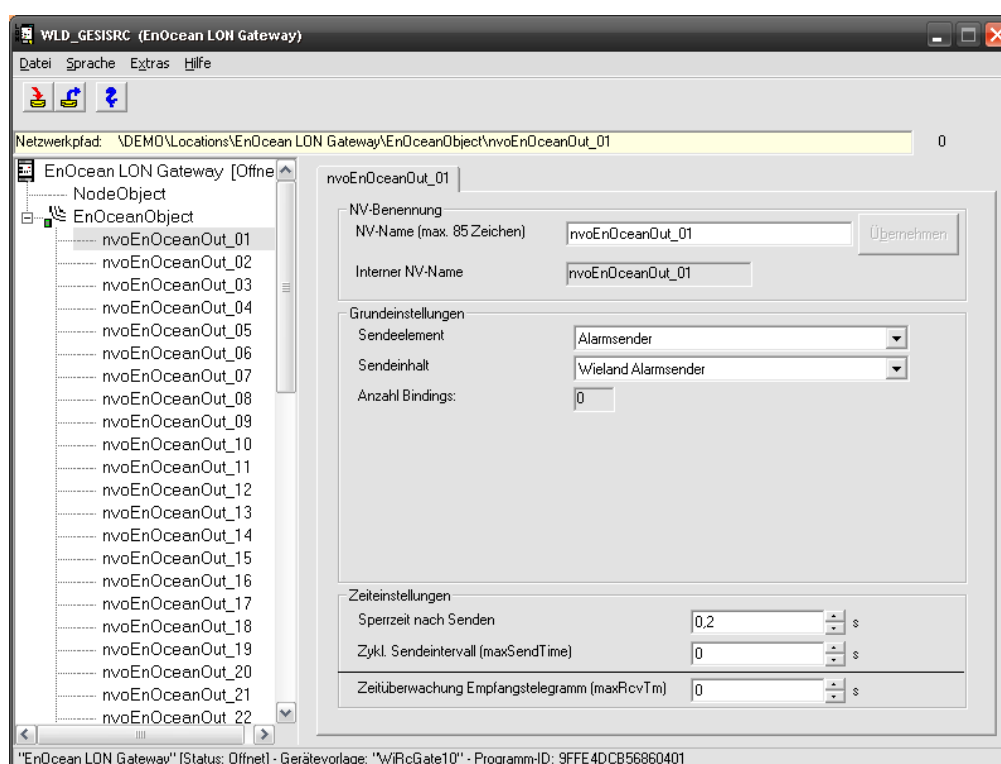 WLD_GESISRC (EnOcean LON Gateway)
Datei Sprache Extras Hilfe
Netzwerkpfad: \DEMO\Locations\EnOcean LON Gateway\EnOceanObject\nvoEnOceanOut_01 0
EnOcean LON Gateway [Offne
NodeObject
EnOceanObject
nvoEnOceanOut_01
nvoEnOceanOut_02
nvoEnOceanOut_03
nvoEnOceanOut_04
nvoEnOceanOut_05
nvoEnOceanOut_06
nvoEnOceanOut_07
nvoEnOceanOut_08
nvoEnOceanOut_09
nvoEnOceanOut_10
nvoEnOceanOut_11
nvoEnOceanOut_12
nvoEnOceanOut_13
nvoEnOceanOut_14
nvoEnOceanOut_15
nvoEnOceanOut_16
nvoEnOceanOut_17
nvoEnOceanOut_18
nvoEnOceanOut_19
nvoEnOceanOut_20
nvoEnOceanOut_21
nvoEnOceanOut_22
nvoEnOceanOut_01
NV-Benennung
NV-Name (max. 85 Zeichen) nvoEnOceanOut_01 Übernehmen
Interner NV-Name nvoEnOceanOut_01
Grundeinstellungen
Sendeelement Alarmsender
Sendeinhalt Wieland Alarmsender
Anzahl Bindings: 0
Zeiteinstellungen
Sperrzeit nach Senden 0,2 s
Zykl. Sendeintervall (maxSendTime) 0 s
Zeitüberwachung Empfangstelegramm (maxRcvTm) 0 s
"EnOcean LON Gateway" [Status: Offnet] - Gerätevorlage: "WiRcGate10" - Programm-ID: 9FFE4DCB56860401